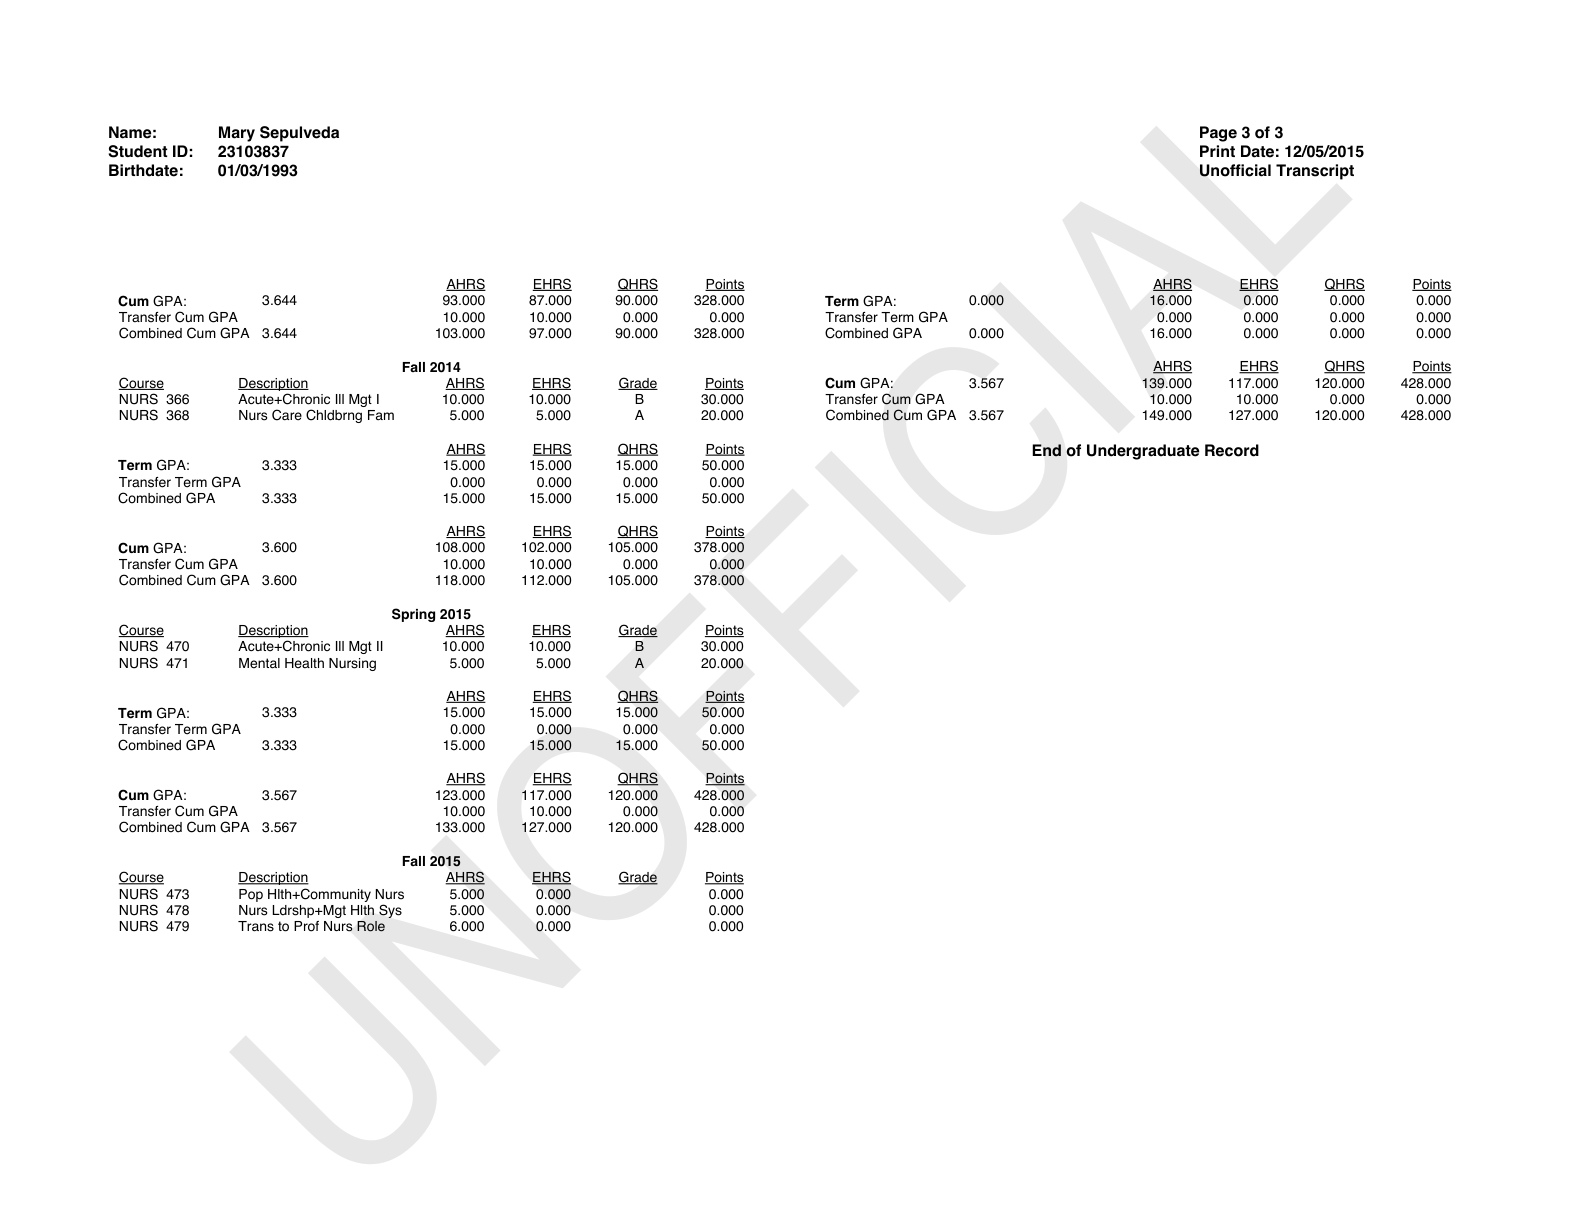 Name: Mary Sepulveda
Student ID: 23103837
Birthdate: 01/03/1993
Page 3 of 3
Print Date: 12/05/2015
Unofficial Transcript
AHRS EHRS QHRS Points
Cum GPA: 3.644 93.000 87.000 90.000 328.000
Transfer Cum GPA 10.000 10.000 0.000 0.000
Combined Cum GPA 3.644 103.000 97.000 90.000 328.000
Fall 2014
Course Description AHRS EHRS Grade Points
NURS 366 Acute+Chronic Ill Mgt I 10.000 10.000 B 30.000
NURS 368 Nurs Care Chldbrng Fam 5.000 5.000 A 20.000
AHRS EHRS QHRS Points
Term GPA: 3.333 15.000 15.000 15.000 50.000
Transfer Term GPA 0.000 0.000 0.000 0.000
Combined GPA 3.333 15.000 15.000 15.000 50.000
AHRS EHRS QHRS Points
Cum GPA: 3.600 108.000 102.000 105.000 378.000
Transfer Cum GPA 10.000 10.000 0.000 0.000
Combined Cum GPA 3.600 118.000 112.000 105.000 378.000
Spring 2015
Course Description AHRS EHRS Grade Points
NURS 470 Acute+Chronic Ill Mgt II 10.000 10.000 B 30.000
NURS 471 Mental Health Nursing 5.000 5.000 A 20.000
AHRS EHRS QHRS Points
Term GPA: 3.333 15.000 15.000 15.000 50.000
Transfer Term GPA 0.000 0.000 0.000 0.000
Combined GPA 3.333 15.000 15.000 15.000 50.000
AHRS EHRS QHRS Points
Cum GPA: 3.567 123.000 117.000 120.000 428.000
Transfer Cum GPA 10.000 10.000 0.000 0.000
Combined Cum GPA 3.567 133.000 127.000 120.000 428.000
Fall 2015
Course Description AHRS EHRS Grade Points
NURS 473 Pop Hlth+Community Nurs 5.000 0.000 0.000
NURS 478 Nurs Ldrshp+Mgt Hlth Sys 5.000 0.000 0.000
NURS 479 Trans to Prof Nurs Role 6.000 0.000 0.000
AHRS EHRS QHRS Points
Term GPA: 0.000 16.000 0.000 0.000 0.000
Transfer Term GPA 0.000 0.000 0.000 0.000
Combined GPA 0.000 16.000 0.000 0.000 0.000
AHRS EHRS QHRS Points
Cum GPA: 3.567 139.000 117.000 120.000 428.000
Transfer Cum GPA 10.000 10.000 0.000 0.000
Combined Cum GPA 3.567 149.000 127.000 120.000 428.000
End of Undergraduate Record
UNOFFICIAL